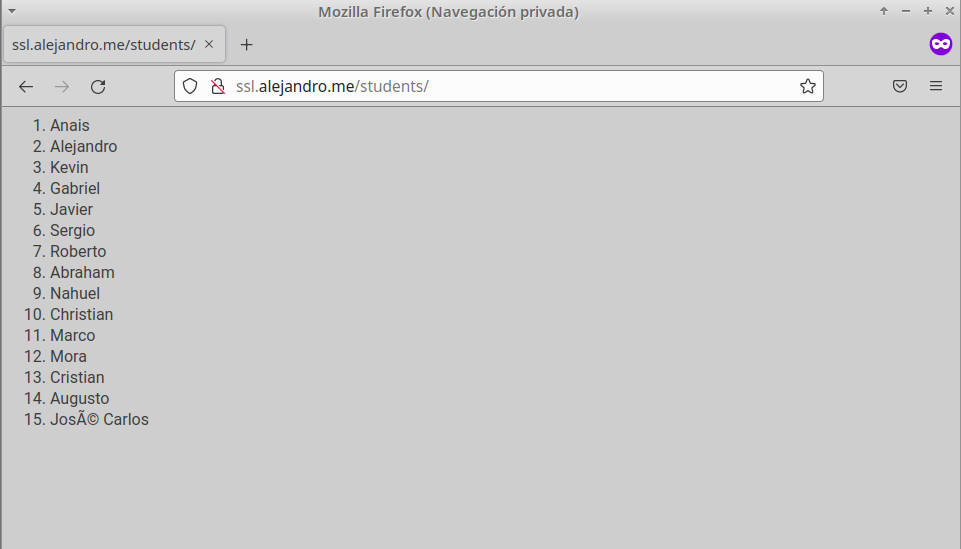 Mozilla Firefox (Navegación privada)
ssl.alejandro.me/students/
ssl.alejandro.me/students/
1. Anais
2. Alejandro
3. Kevin
4. Gabriel
5. Javier
6. Sergio
7. Roberto
8. Abraham
9. Nahuel
10. Christian
11. Marco
12. Mora
13. Cristian
14. Augusto
15. JosÃ© Carlos